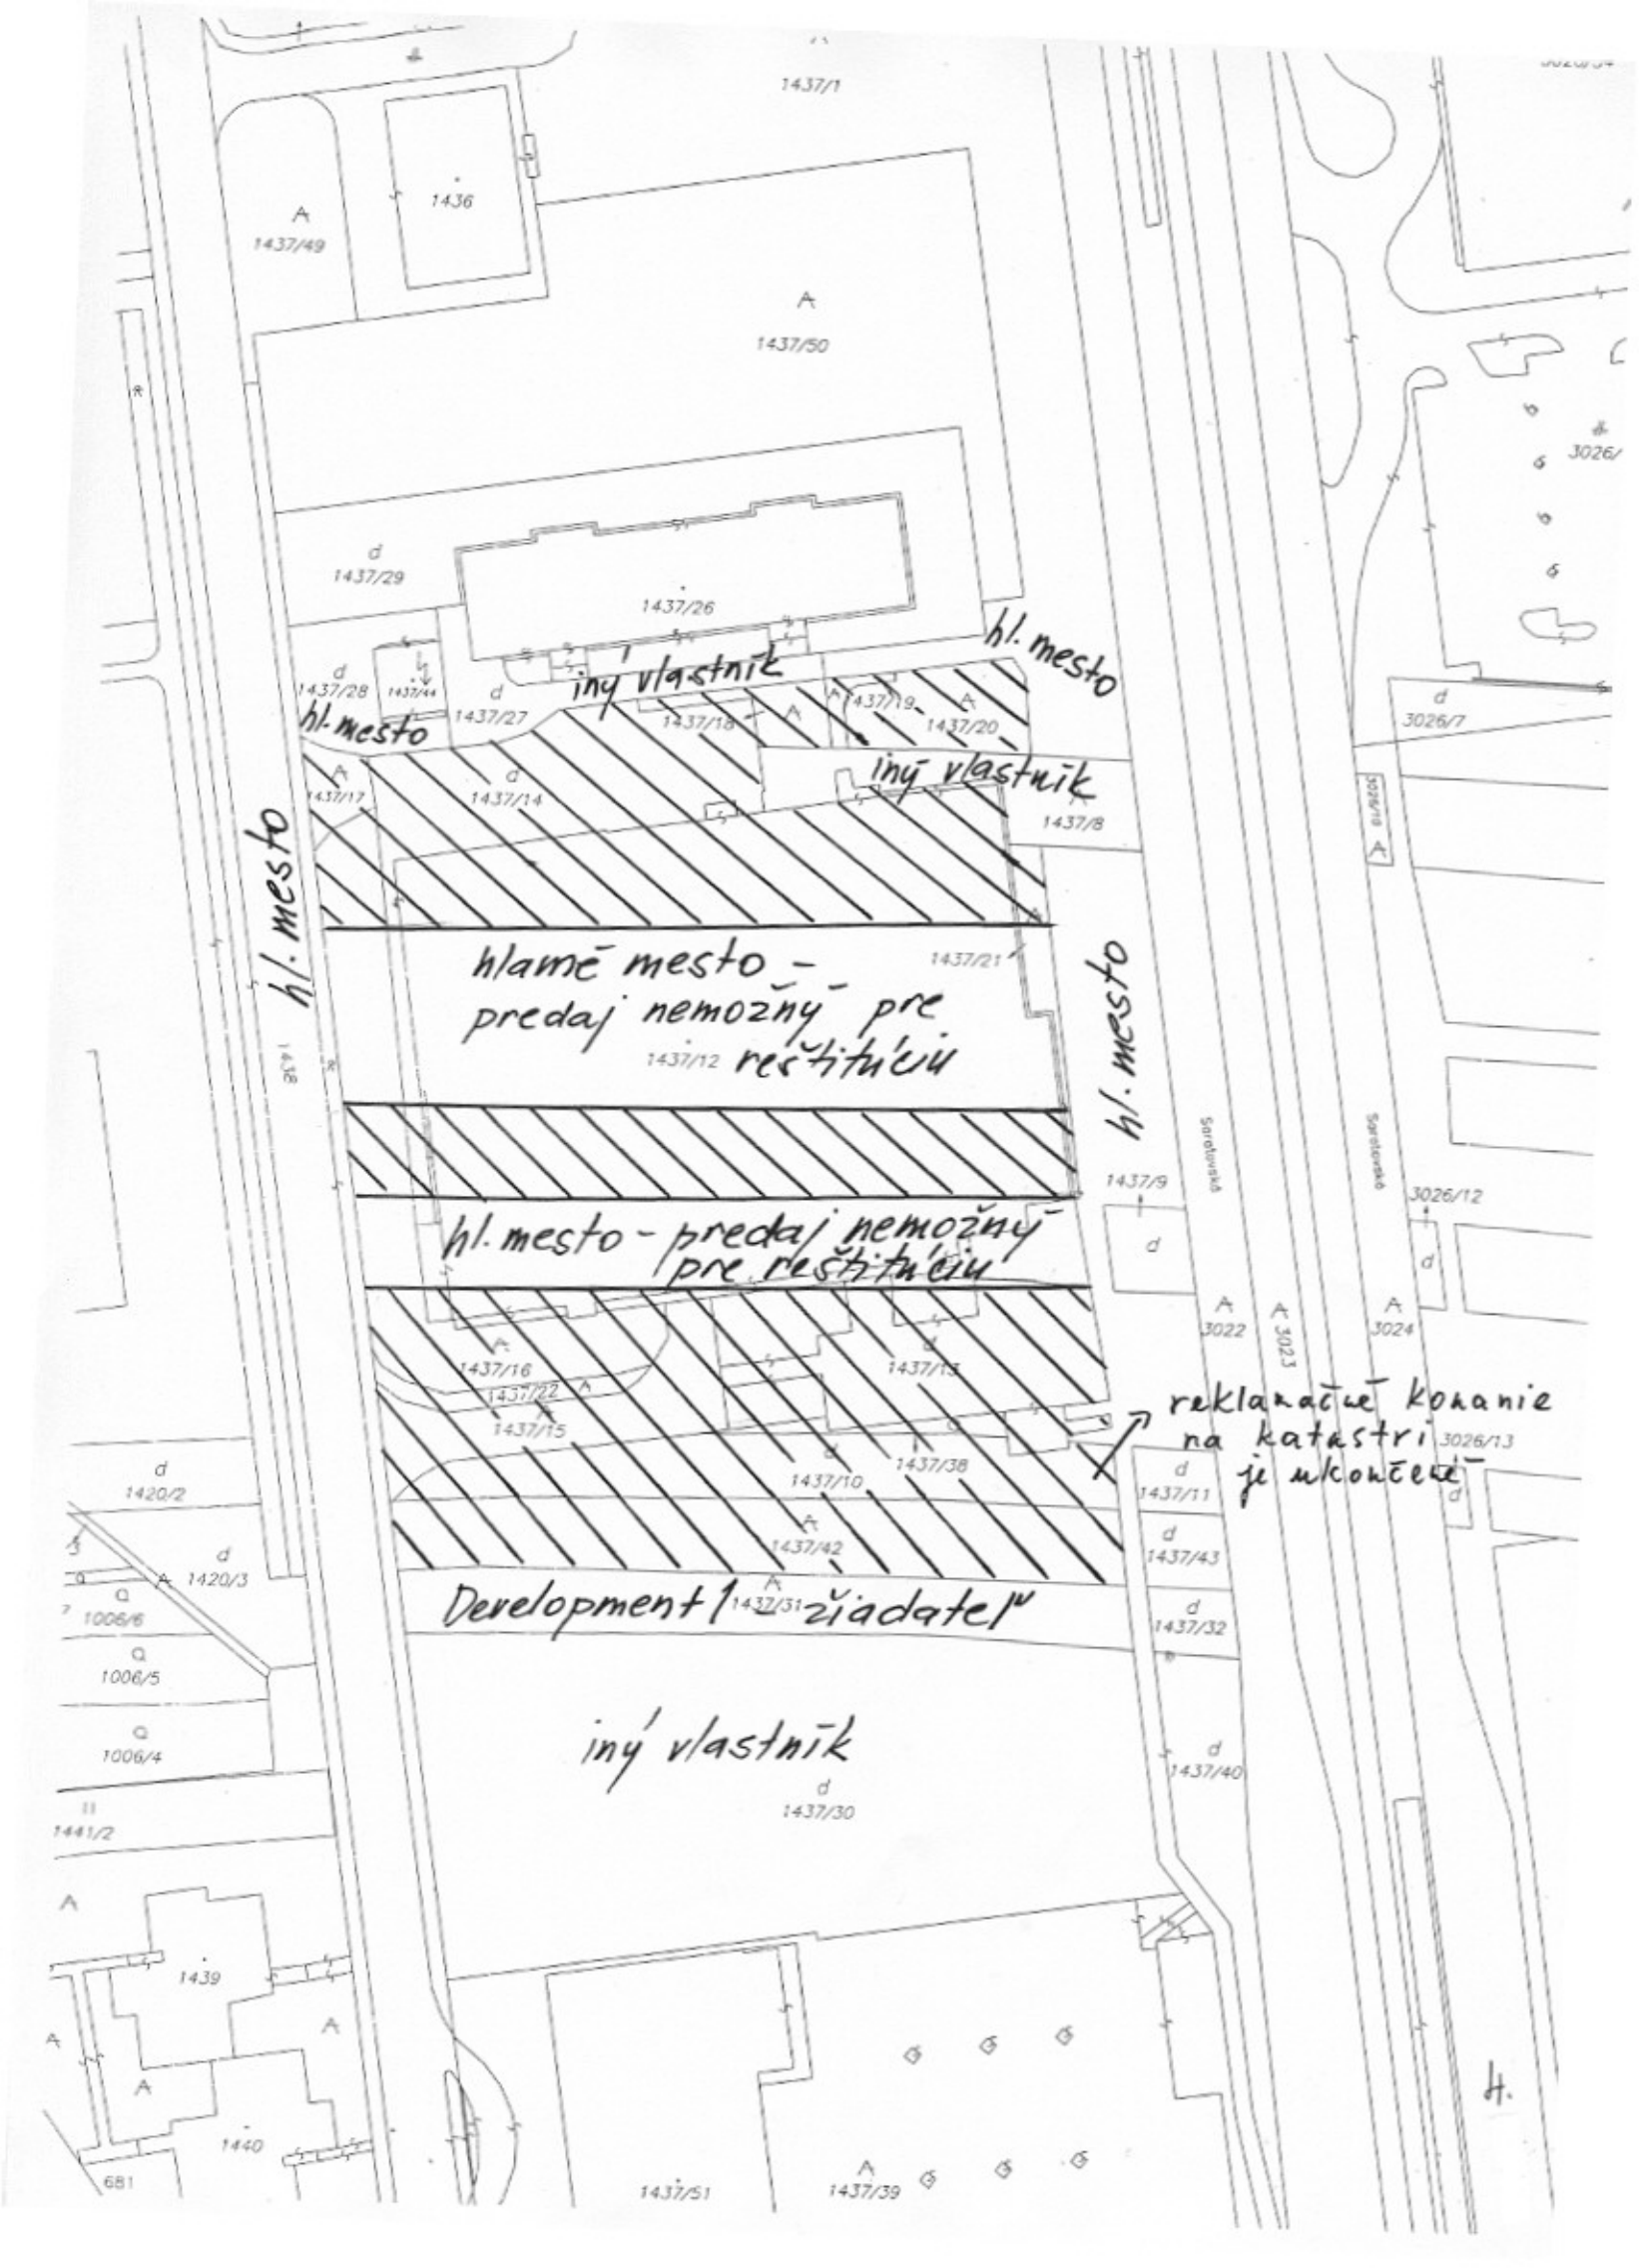 1437/1
1436
1437/49
1437/50
3026/
1437/29
1437/26
hl. mesto
iný vlastník
1437/28
1437/44
1437/27
hl. mesto
1437/18
1437/19
1437/20
3026/7
iný vlastník
1437/17
1437/14
1437/8
3026/10
hl. mesto
hlavné mesto -
predaj nemožný pre
reštitúciu
1437/21
1437/12
1438
hl. mesto
Saratovská
Saratovská
1437/9
3026/12
hl. mesto - predaj nemožný
pre reštitúciu
d
d
3022
3023
3024
1437/16
1437/22
1437/15
1437/13
reklamačné konanie
na katastri
je ukončené
3026/13
1437/38
1437/10
1437/11
1420/2
1437/42
1437/43
1420/3
Development 1 - žiadateľ
1437/31
1437/32
1006/6
1006/5
1006/4
iný vlastník
1437/30
1437/40
1441/2
1439
1440
681
1437/51
1437/39
4.